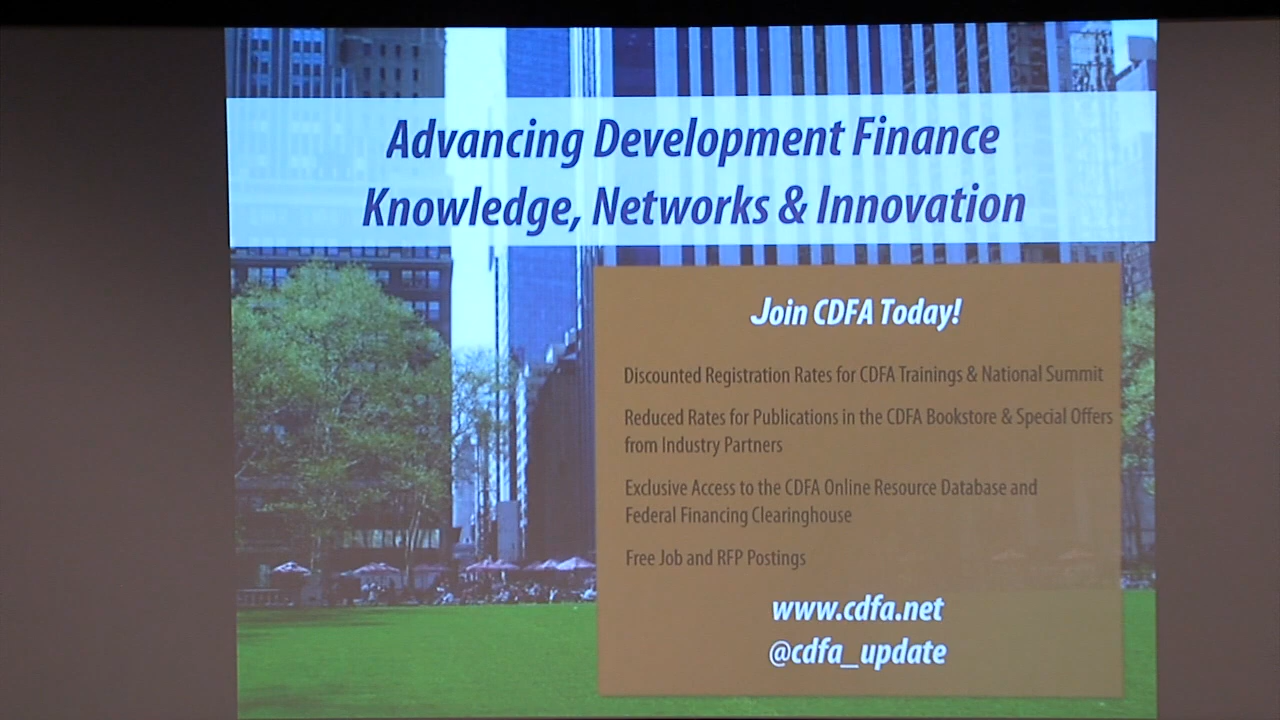 Advancing Development Finance
Knowledge, Networks & Innovation
Join CDFA Today!
Discounted Registration Rates for CDFA Trainings & National Summit
Reduced Rates for Publications in the CDFA Bookstore & Special Offers
from Industry Partners
Exclusive Access to the CDFA Online Resource Database and
Federal Financing Clearinghouse
Free Job and RFP Postings
www.cdfa.net
@cdfa_update